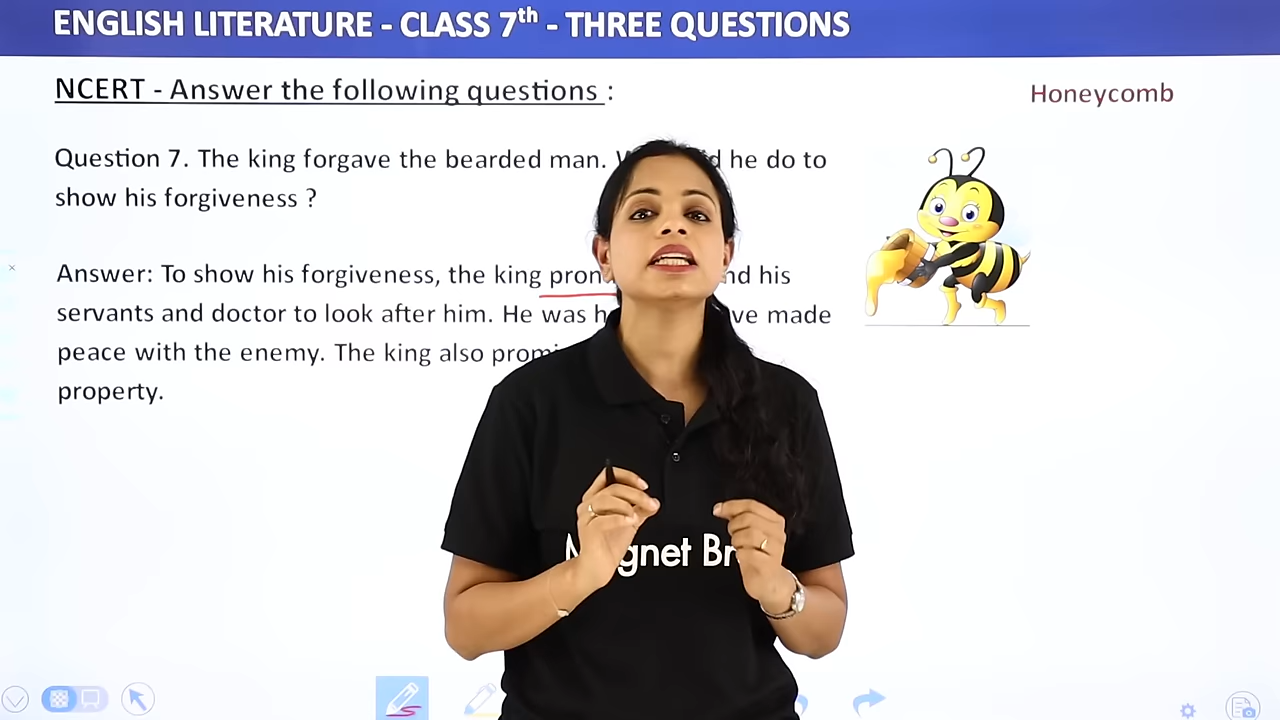 ENGLISH LITERATURE - CLASS 7th - THREE QUESTIONS
NCERT - Answer the following questions :
Honeycomb
Question 7. The king forgave the bearded man. he do to
show his forgiveness ?
Answer: To show his forgiveness, the king his
servants and doctor to look after him. He was made
peace with the enemy. The king also
property.